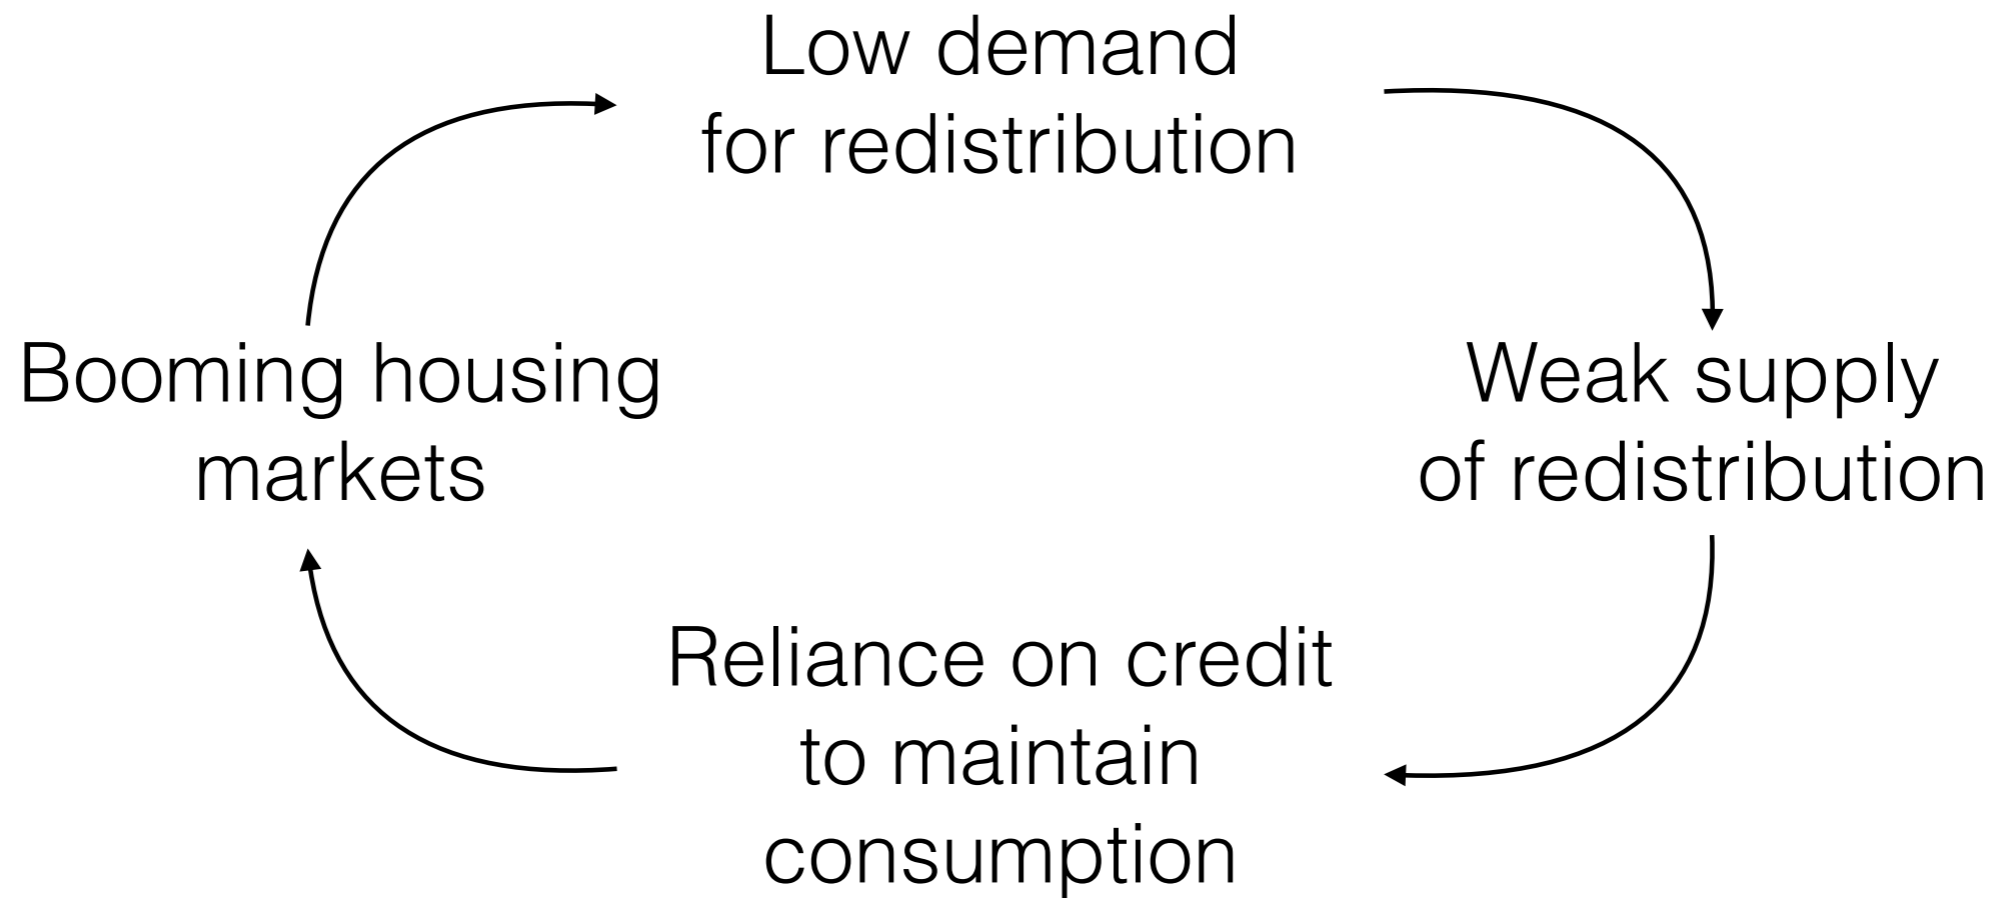 Low demand
for redistribution
Booming housing
markets
Weak supply
of redistribution
Reliance on credit
to maintain
consumption